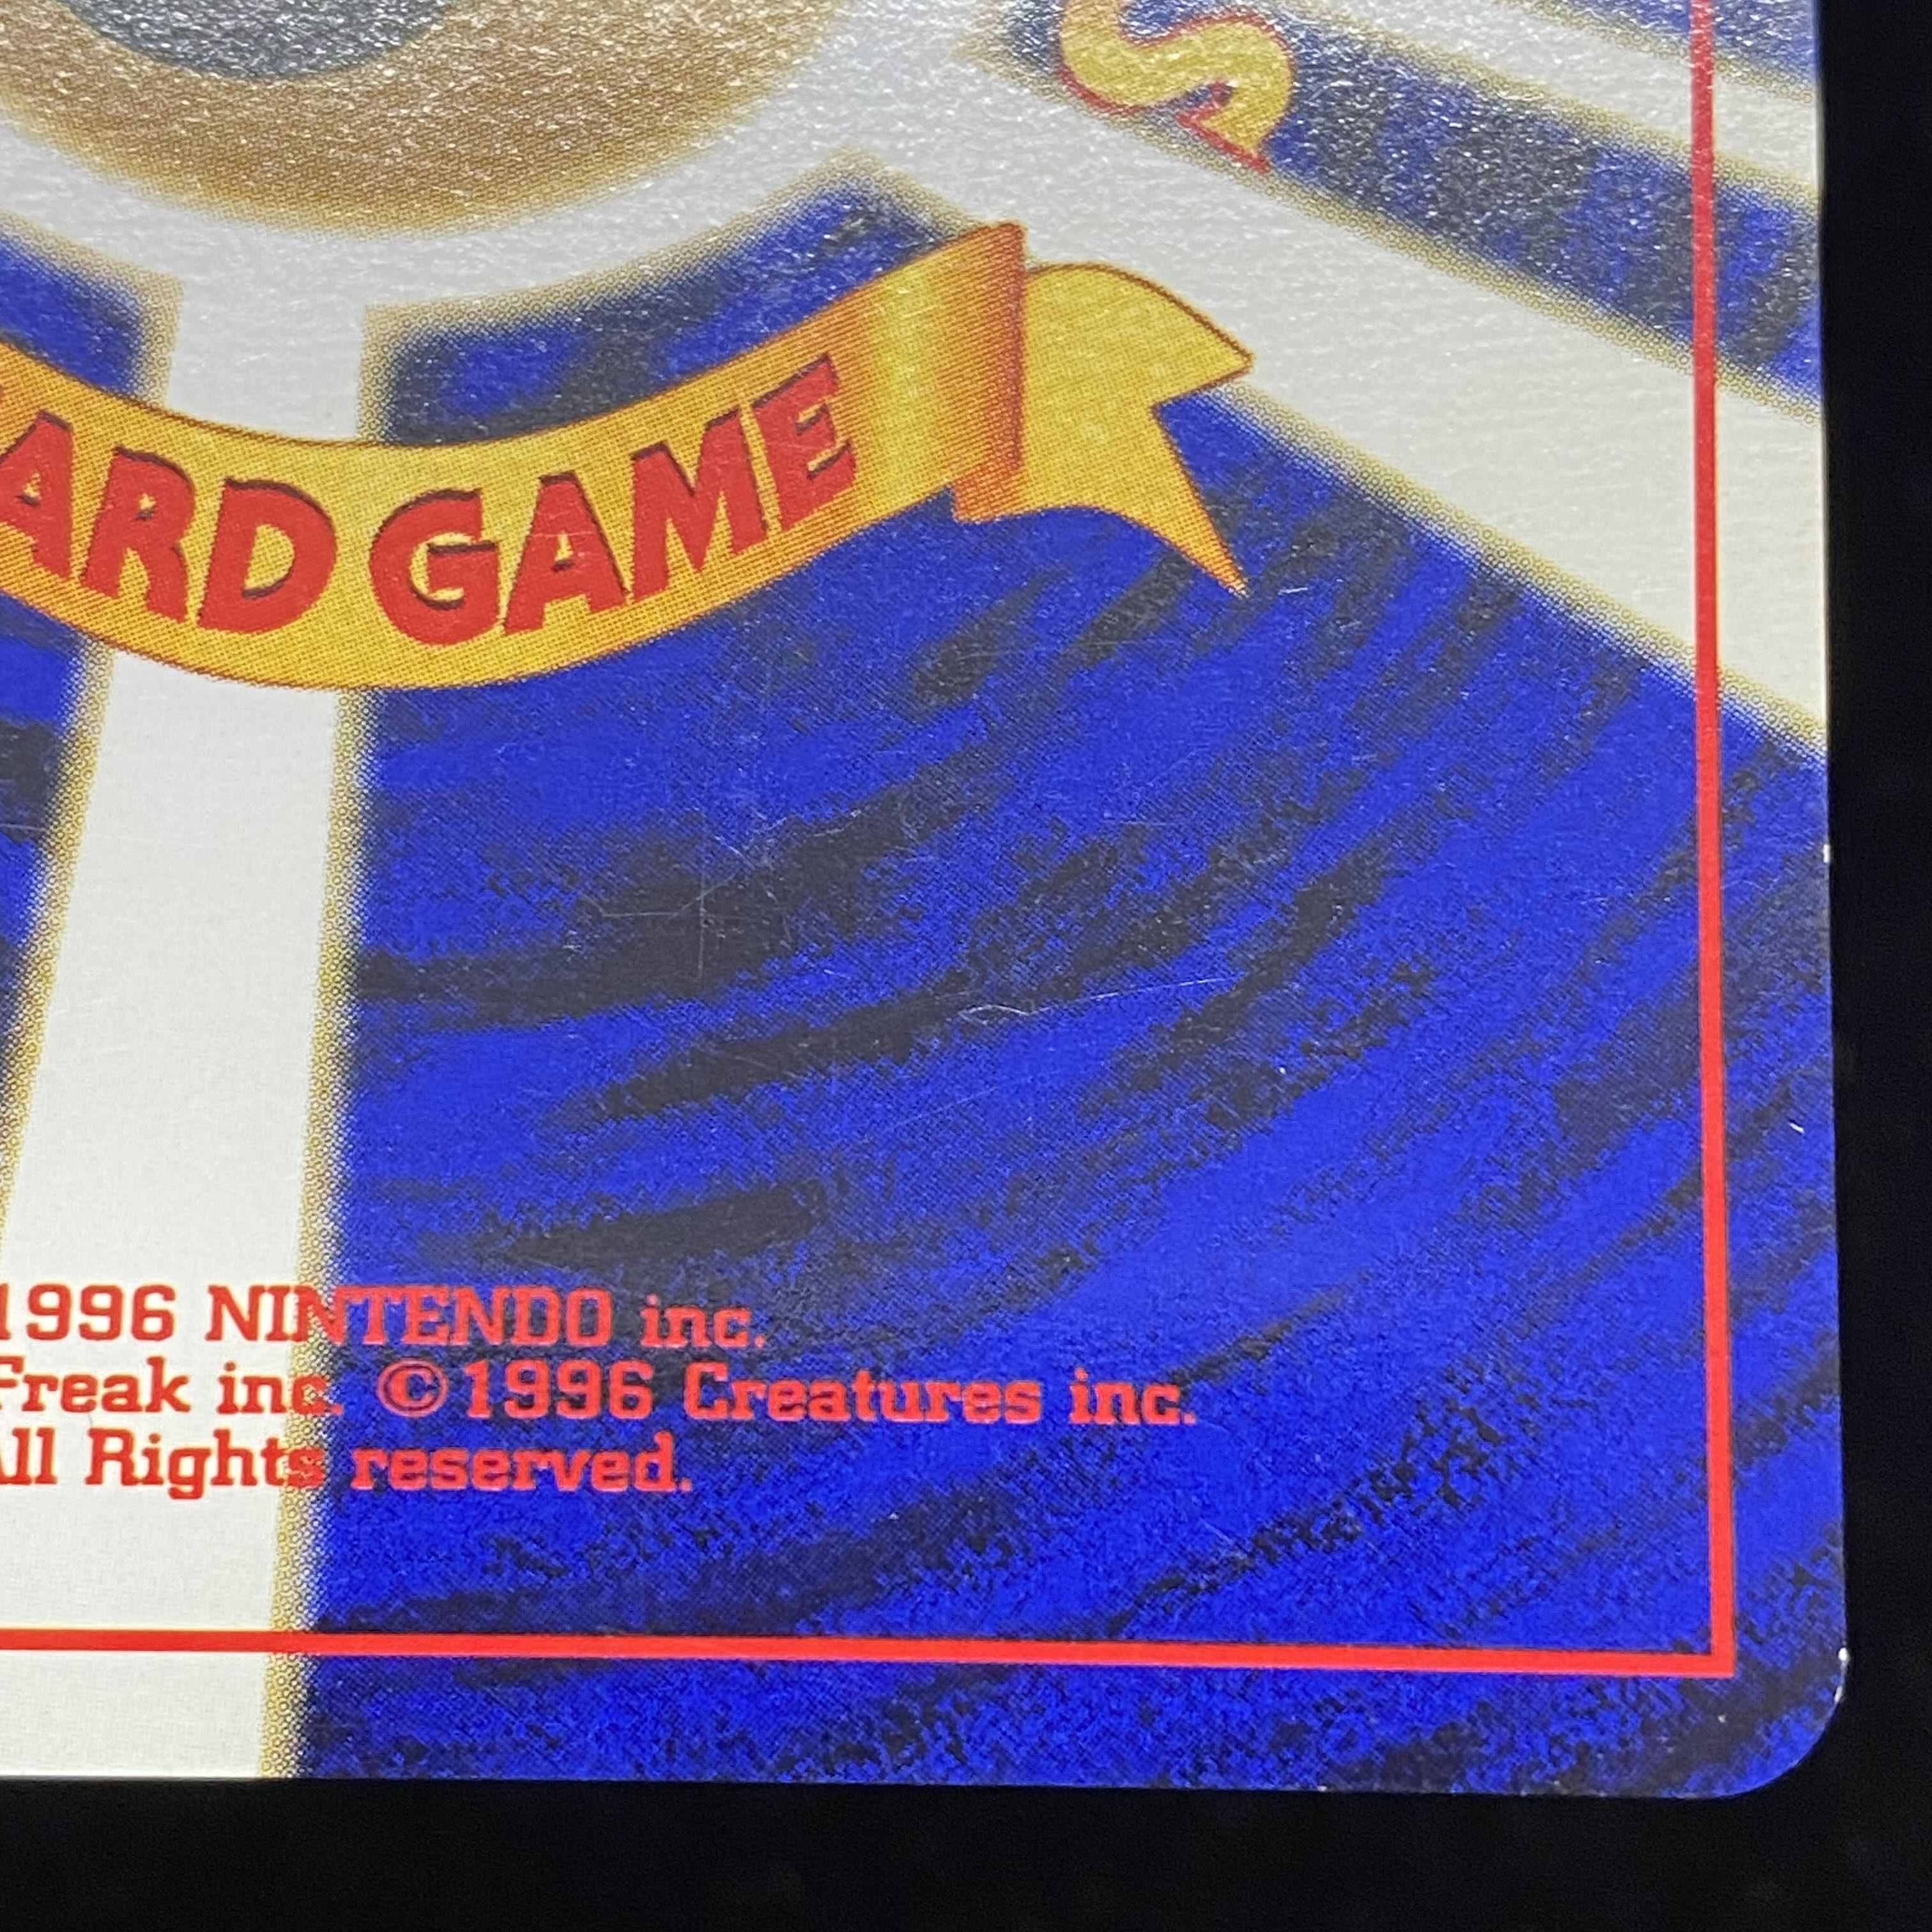 S
ARD GAME
1996 NINTENDO inc.
Freak inc. ©1996 Creatures inc.
All Rights reserved.